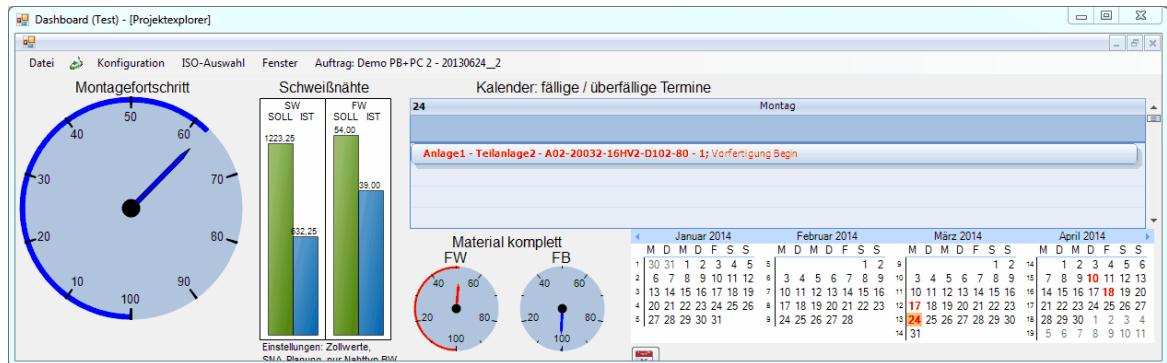 Dashboard (Test) - [Projektexplorer]
Datei Konfiguration ISO-Auswahl Fenster Auftrag: Demo PB+PC 2 - 20130624__2
Montagefortschritt
50
40 60
30 70
20 80
10 90
100
Schweißnähte
SW FW
SOLL IST SOLL IST
1223,25 54,00
39,00
632,25
Einstellungen: Zollwerte,
SNA-Planung, nur Nahttyp BW
Kalender: fällige / überfällige Termine
24 Montag
Anlage1 - Teilanlage2 - A02-20032-16HV2-D102-80 - 1; Vorfertigung Begin
Material komplett
FW FB
40 60 40 60
20 80 20 80
100 100
Januar 2014
M D M D F S S
1 30 31 1 2 3 4 5
2 6 7 8 9 10 11 12
3 13 14 15 16 17 18 19
4 20 21 22 23 24 25 26
5 27 28 29 30 31
Februar 2014
M D M D F S S
5 1 2
6 3 4 5 6 7 8 9
7 10 11 12 13 14 15 16
8 17 18 19 20 21 22 23
9 24 25 26 27 28
März 2014
M D M D F S S
9 1 2
10 3 4 5 6 7 8 9
11 10 11 12 13 14 15 16
12 17 18 19 20 21 22 23
13 24 25 26 27 28 29 30
14 31
April 2014
M D M D F S S
14 1 2 3 4 5 6
15 7 8 9 10 11 12 13
16 14 15 16 17 18 19 20
17 21 22 23 24 25 26 27
18 28 29 30 1 2 3 4
19 5 6 7 8 9 10 11